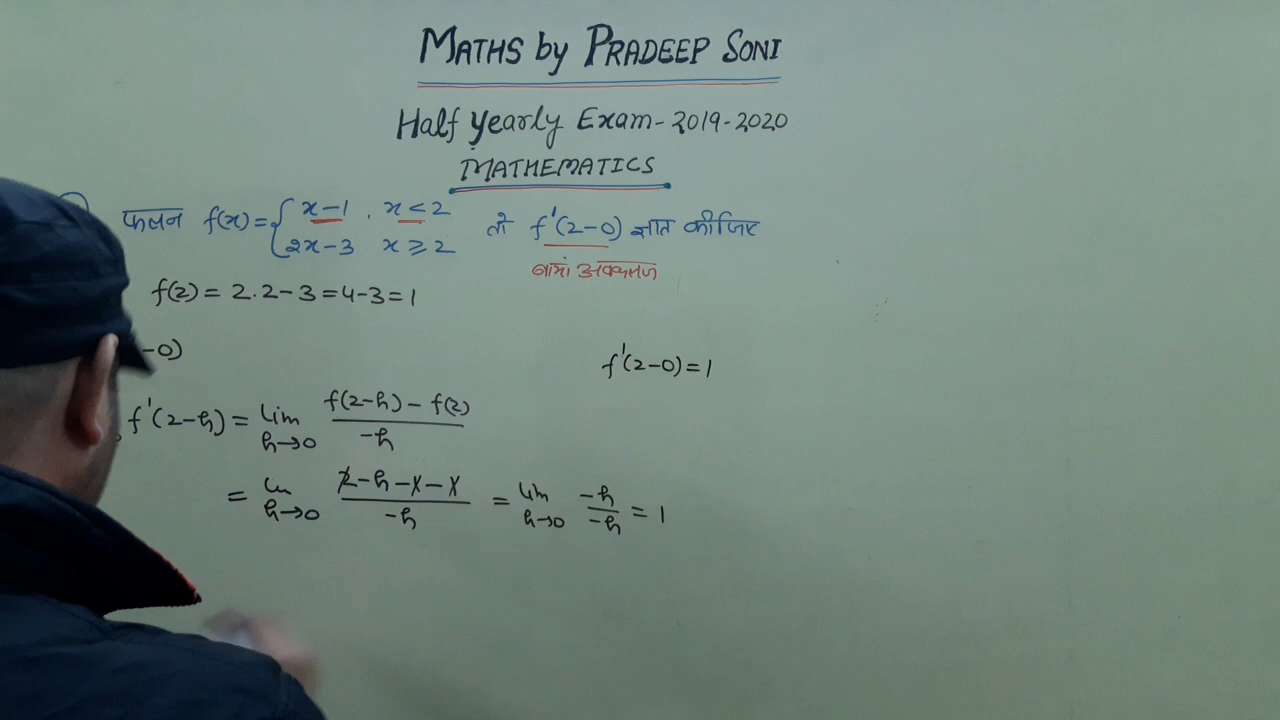 MATHS by PRADEEP SONI
Half Yearly Exam-2019-2020
MATHEMATICS
फलन f(x)={ x-1 , x<2
2x-3 x≥2 तो f'(2-0) ज्ञात कीजिए
बायां अवकलज
f(2) = 2.2-3 =4-3=1
-0)
f'(2-0)=1
f'(2-h) = lim h→0 f(2-h) - f(2) / -h
= lim h→0 2-h-1-1 / -h = lim h→0 -h / -h = 1